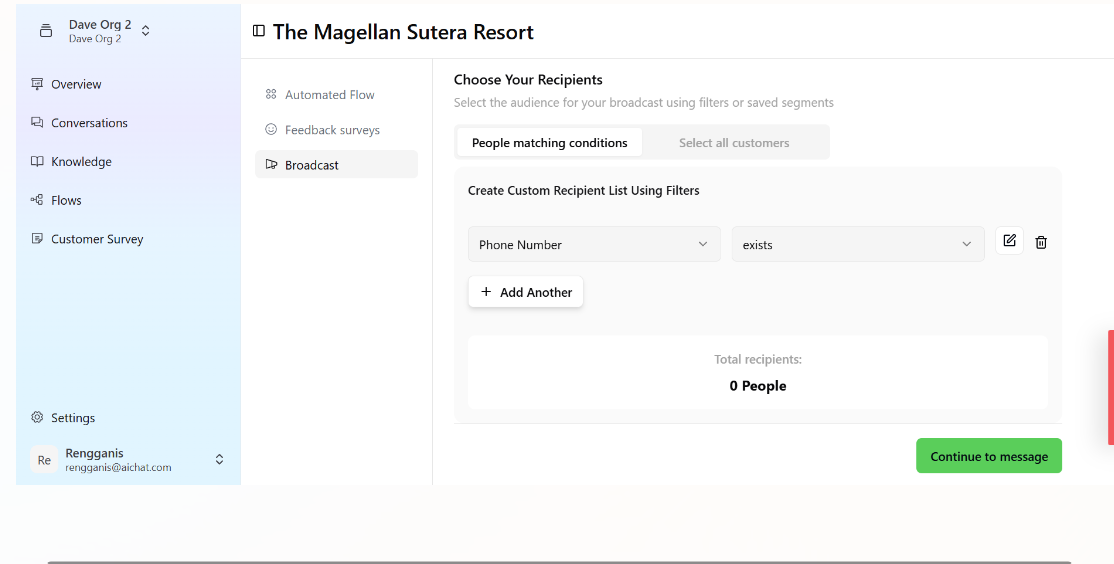 Dave Org 2
Dave Org 2
The Magellan Sutera Resort
Overview
Conversations
Knowledge
Flows
Customer Survey
Settings
Re
Rengganis
rengganis@aichat.com
Automated Flow
Feedback surveys
Broadcast
Choose Your Recipients
Select the audience for your broadcast using filters or saved segments
People matching conditions
Select all customers
Create Custom Recipient List Using Filters
Phone Number
exists
+ Add Another
Total recipients:
0 People
Continue to message